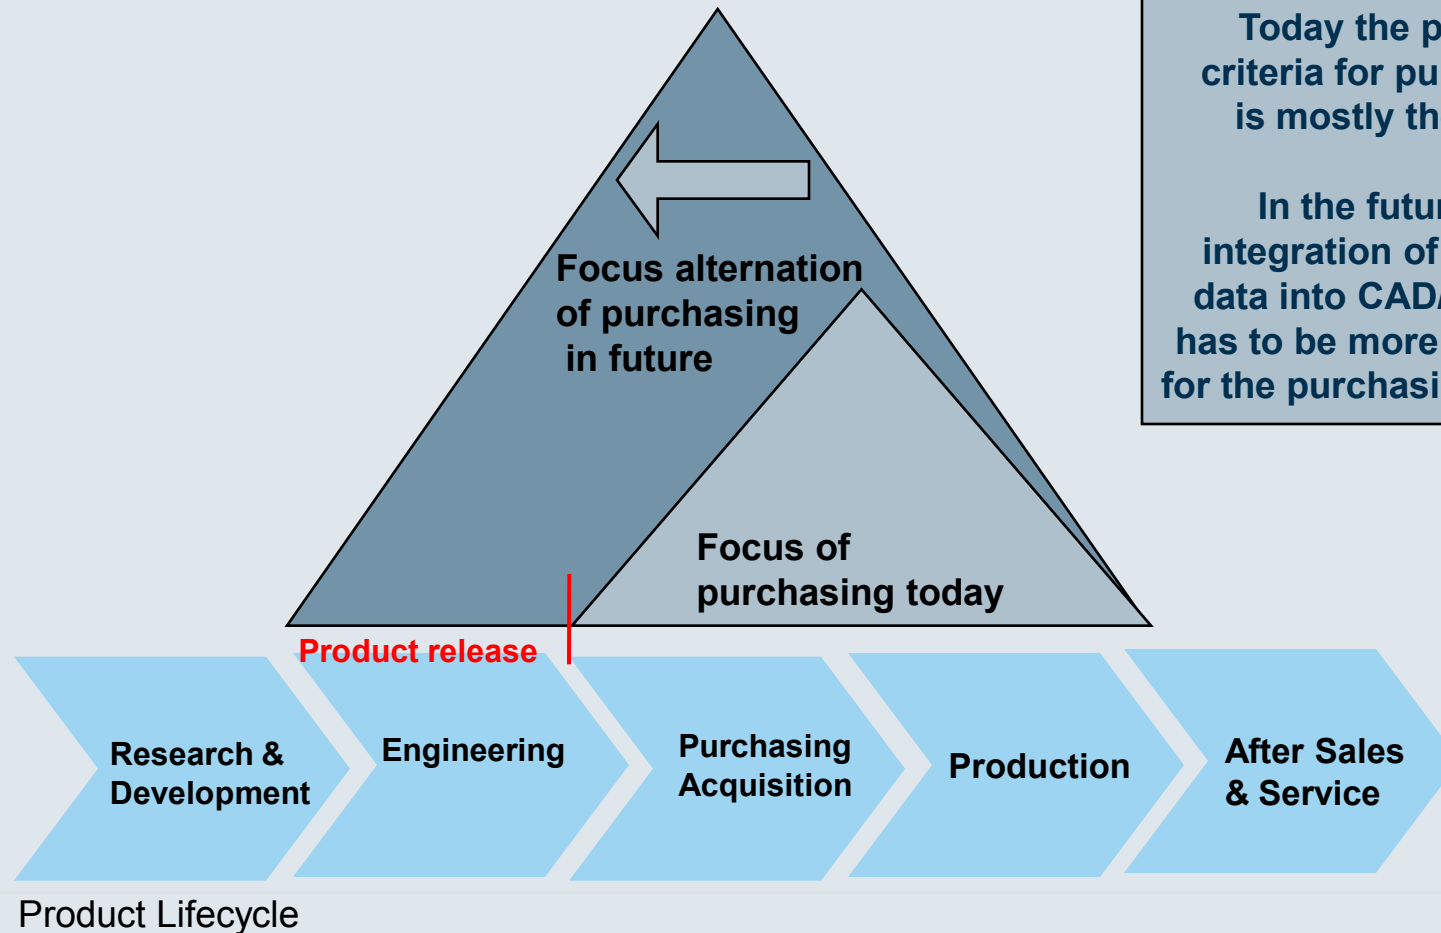 Today the p
criteria for pu
is mostly th
In the futur
integration of
data into CAD
has to be more
for the purchasi
Focus alternation
of purchasing
in future
Focus of
purchasing today
Product release
Research &
Development
Engineering
Purchasing
Acquisition
Production
After Sales
& Service
Product Lifecycle